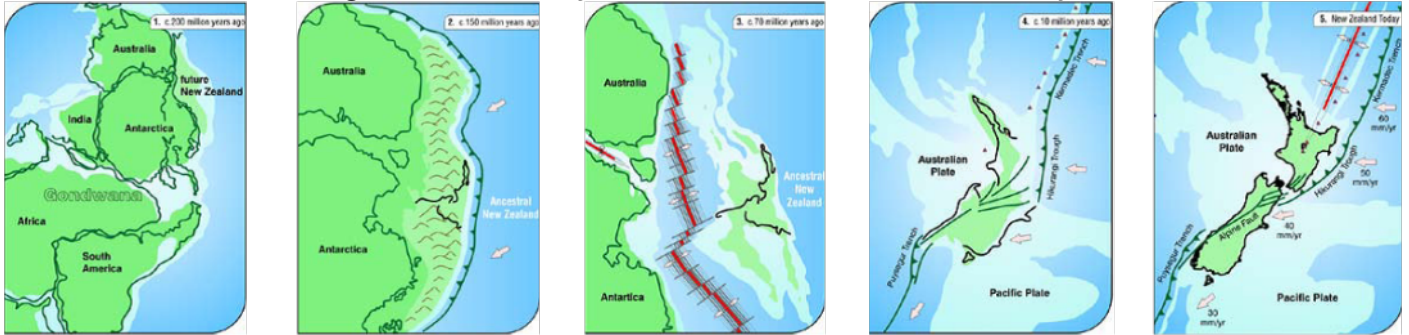 1. c.200 million years ago
Australia
future
New Zealand
India
Antarctica
Gondwana
Africa
South
America
2. c.150 million years ago
Australia
Ancestral
New Zealand
Antarctica
3. c.70 million years ago
Australia
Ancestral
New
Zealand
Antartica
4. c.10 million years ago
Kermadec Trench
Australian
Plate
Hikurangi Trough
Puysegur Trench
Pacific Plate
5. New Zealand Today
Kermadec Trench
60
mm/yr
Australian
Plate
Hikurangi Trough
50
mm/yr
Alpine Fault
40
mm/yr
Puysegur Trench
30
mm/yr
Pacific Plate